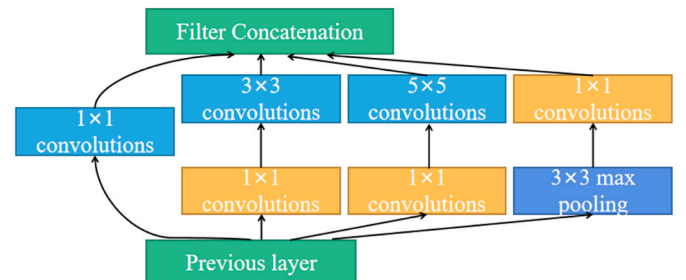 Filter Concatenation
3×3
convolutions
5×5
convolutions
1×1
convolutions
1×1
convolutions
1×1
convolutions
1×1
convolutions
3×3 max
pooling
Previous layer